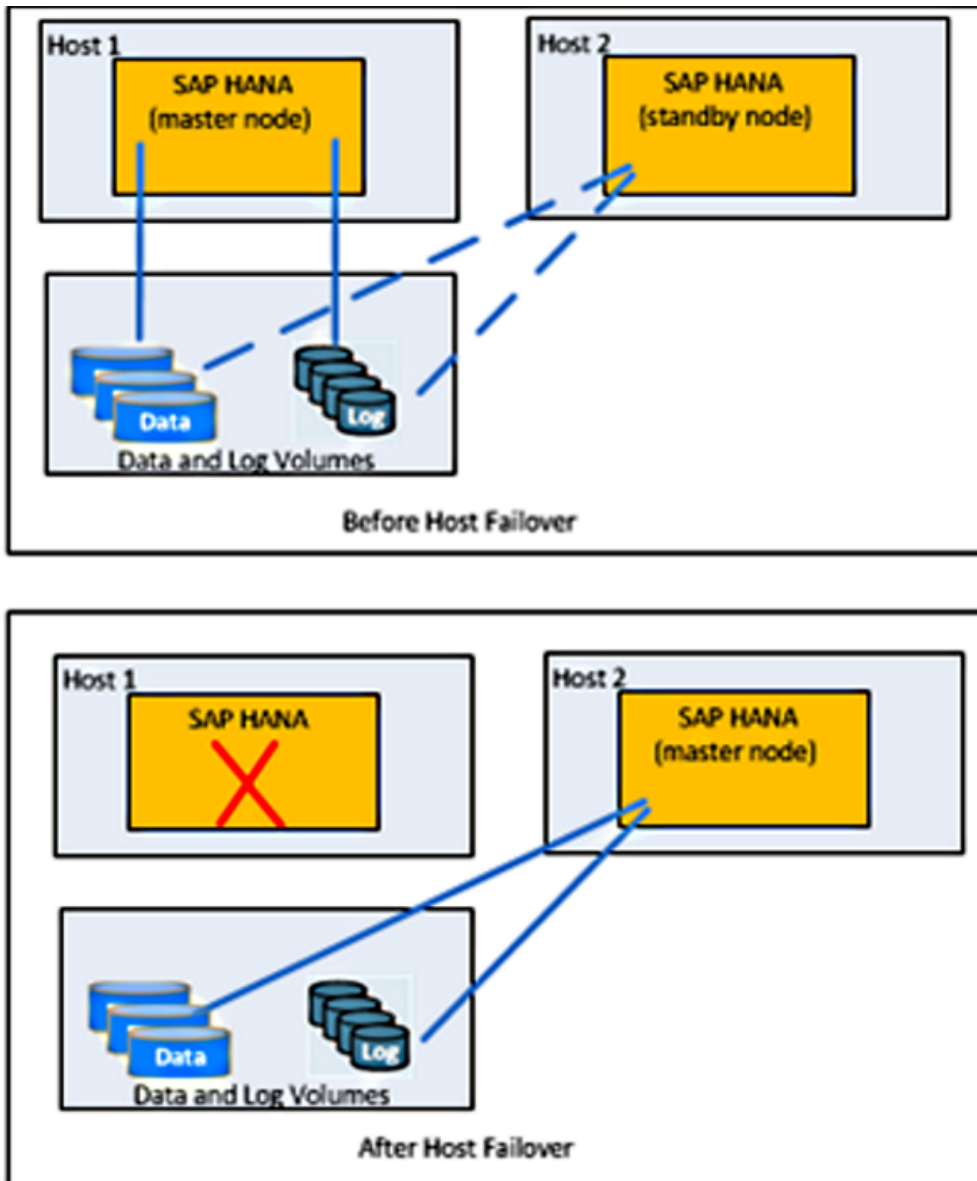 Host 1
SAP HANA
(master node)
Host 2
SAP HANA
(standby node)
Data
Log
Data and Log Volumes
Before Host Failover
Host 1
SAP HANA
Host 2
SAP HANA
(master node)
Data
Log
Data and Log Volumes
After Host Failover